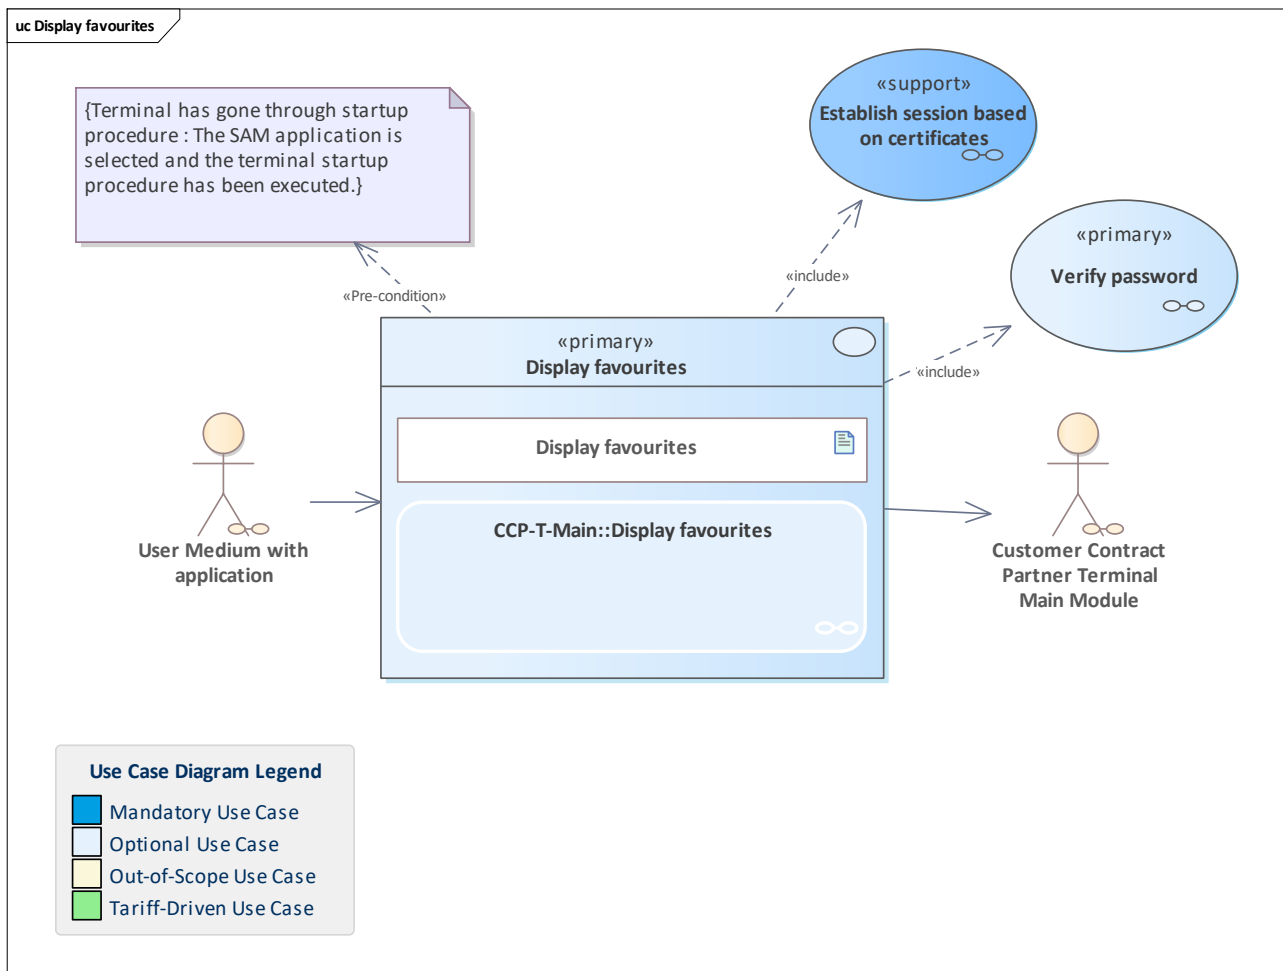 uc Display favourites
{Terminal has gone through startup
procedure : The SAM application is
selected and the terminal startup
procedure has been executed.}
«support»
Establish session based
on certificates
«primary»
Verify password
«include»
«Pre-condition»
«include»
«primary»
Display favourites
Display favourites
CCP-T-Main::Display favourites
User Medium with
application
Customer Contract
Partner Terminal
Main Module
Use Case Diagram Legend
Mandatory Use Case
Optional Use Case
Out-of-Scope Use Case
Tariff-Driven Use Case